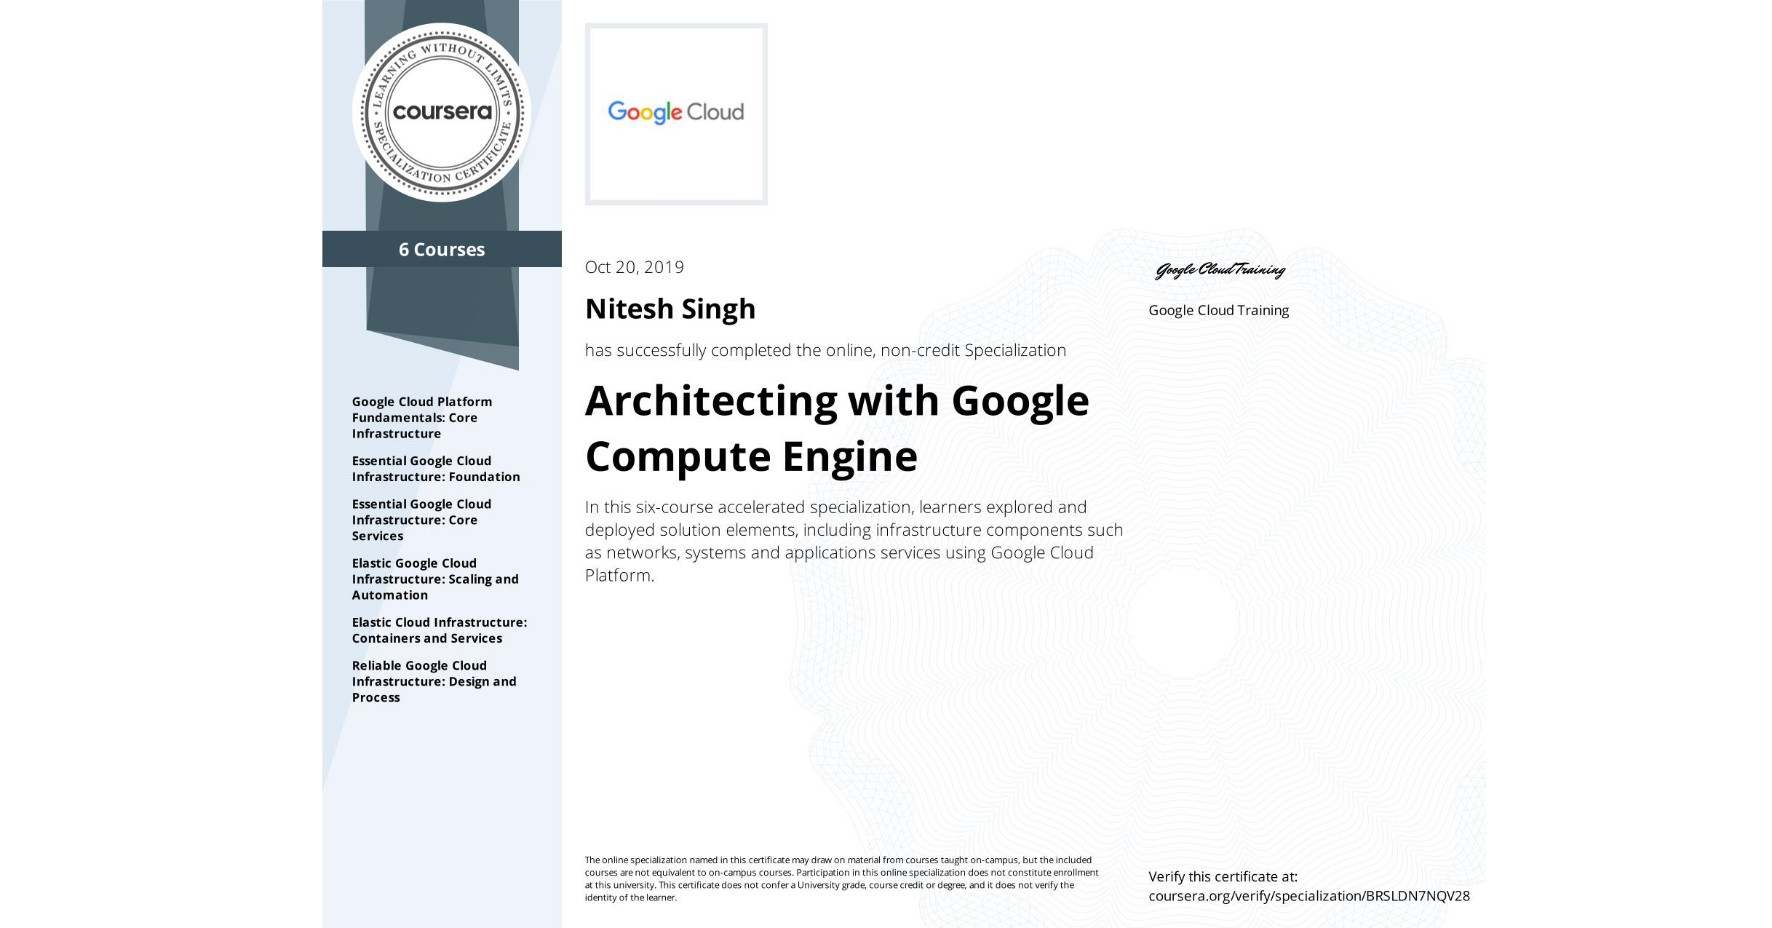 LEARNING WITHOUT LIMITS
coursera
SPECIALIZATION CERTIFICATE
6 Courses
Google Cloud Platform
Fundamentals: Core
Infrastructure
Essential Google Cloud
Infrastructure: Foundation
Essential Google Cloud
Infrastructure: Core
Services
Elastic Google Cloud
Infrastructure: Scaling and
Automation
Elastic Cloud Infrastructure:
Containers and Services
Reliable Google Cloud
Infrastructure: Design and
Process
Google Cloud
Oct 20, 2019
Nitesh Singh
has successfully completed the online, non-credit Specialization
Architecting with Google
Compute Engine
In this six-course accelerated specialization, learners explored and
deployed solution elements, including infrastructure components such
as networks, systems and applications services using Google Cloud
Platform.
Google Cloud Training
Google Cloud Training
The online specialization named in this certificate may draw on material from courses taught on-campus, but the included
courses are not equivalent to on-campus courses. Participation in this online specialization does not constitute enrollment
at this university. This certificate does not confer a University grade, course credit or degree, and it does not verify the
identity of the learner.
Verify this certificate at:
coursera.org/verify/specialization/BRSLDN7NQV28